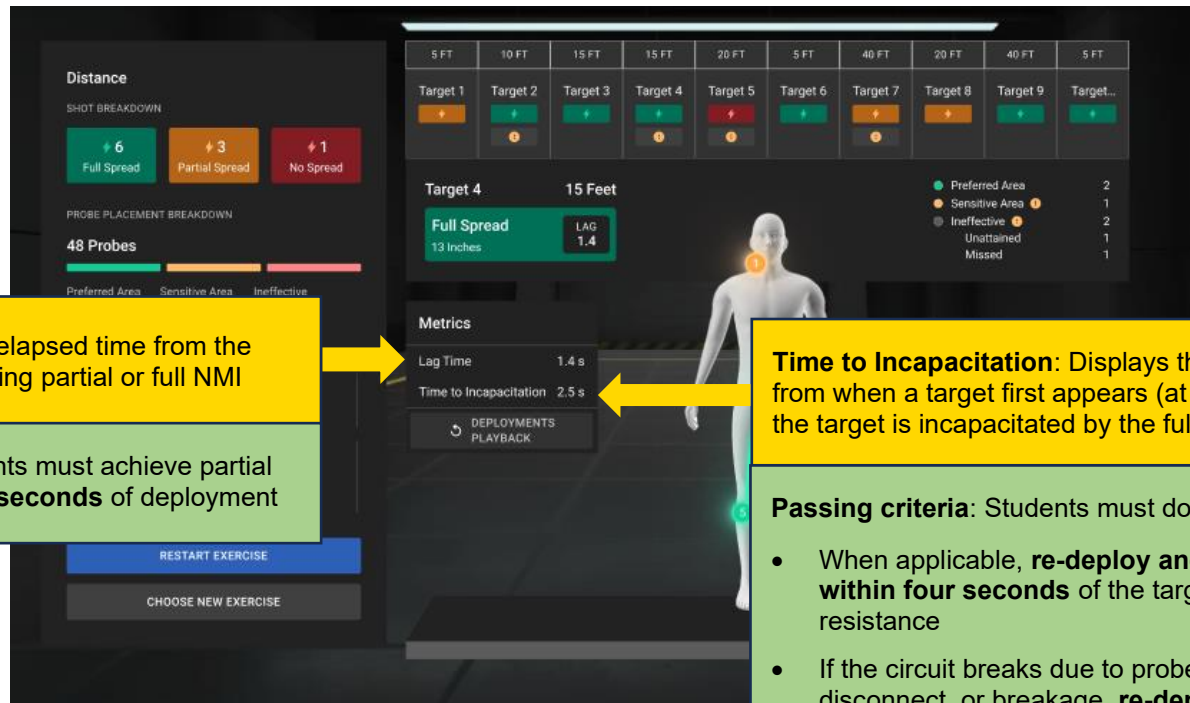 Distance
SHOT BREAKDOWN
6
Full Spread
3
Partial Spread
1
No Spread
PROBE PLACEMENT BREAKDOWN
48 Probes
Preferred Area Sensitive Area Ineffective
elapsed time from the
ing partial or full NMI
nts must achieve partial
seconds of deployment
RESTART EXERCISE
CHOOSE NEW EXERCISE
5 FT 10 FT 15 FT 15 FT 20 FT 5 FT 40 FT 20 FT 40 FT 5 FT
Target 1 Target 2 Target 3 Target 4 Target 5 Target 6 Target 7 Target 8 Target 9 Target...
Target 4 15 Feet
Full Spread
13 Inches
LAG
1.4
Preferred Area 2
Sensitive Area 1
Ineffective 2
Unattained 1
Missed 1
1
5
Metrics
Lag Time 1.4 s
Time to Incapacitation 2.5 s
DEPLOYMENTS
PLAYBACK
Time to Incapacitation: Displays th
from when a target first appears (at
the target is incapacitated by the ful
Passing criteria: Students must do
• When applicable, re-deploy an
within four seconds of the targ
resistance
• If the circuit breaks due to probe
disconnect, or breakage, re-dep